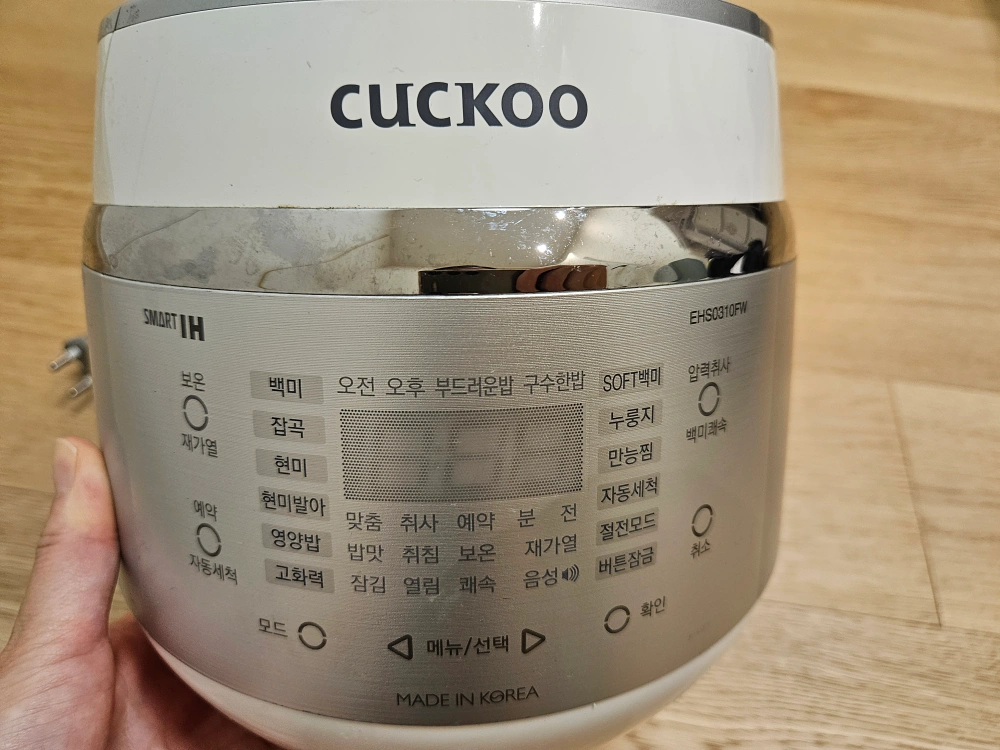 CUCKOO
SMART IH
EHS0310FW
보온
재가열
예약
자동세척
모드
백미
잡곡
현미
현미발아
영양밥
고화력
오전 오후 부드러운밥 구수한밥
맞춤 취사 예약 분 전
밥맛 취침 보온 재가열
잠김 열림 쾌속 음성
메뉴/선택
SOFT백미
누룽지
만능찜
자동세척
절전모드
버튼잠금
압력취사
백미쾌속
취소
확인
MADE IN KOREA